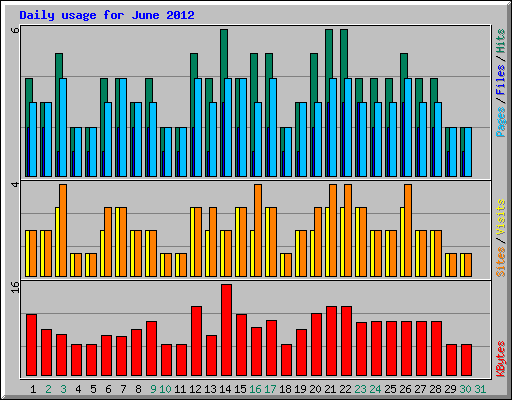 Daily usage for June 2012
6
Pages / Files / Hits
4
Sites / Visits
16
KBytes
1 2 3 4 5 6 7 8 9 10 11 12 13 14 15 16 17 18 19 20 21 22 23 24 25 26 27 28 29 30 31